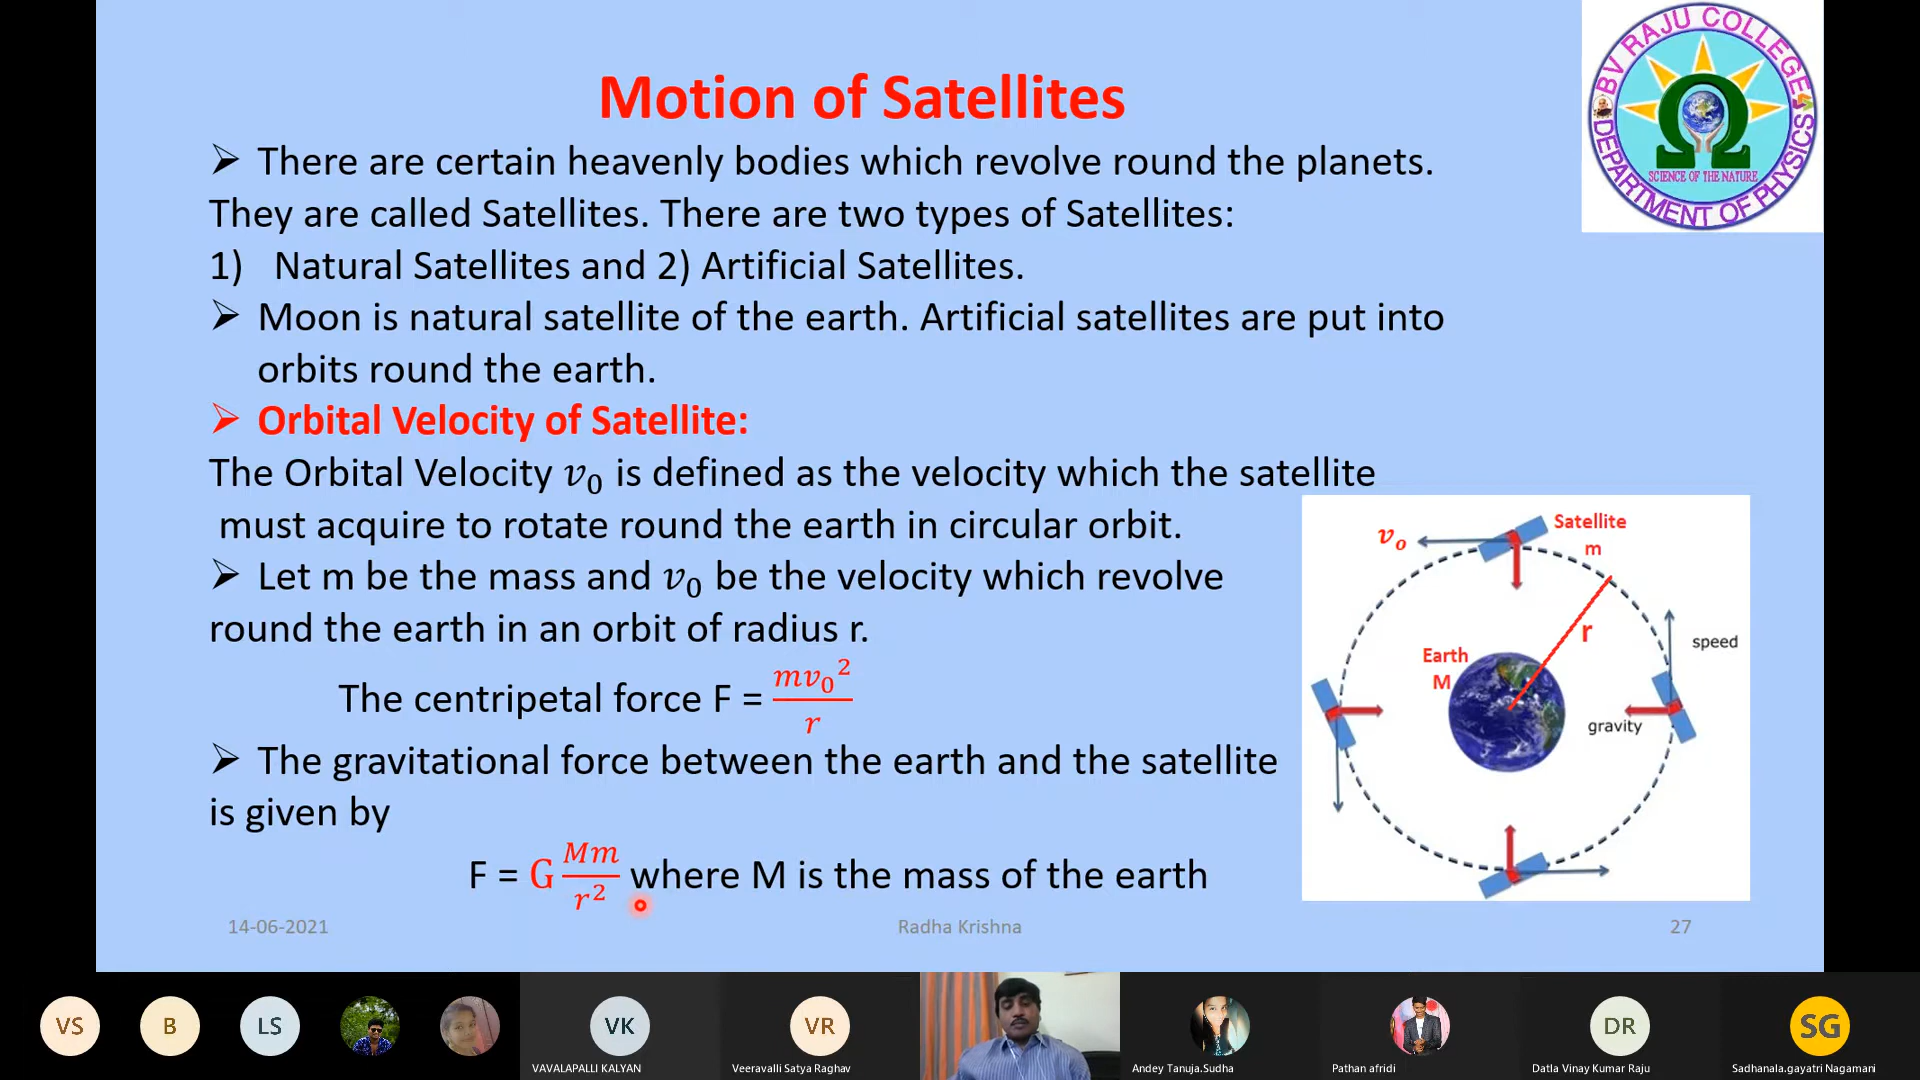 Motion of Satellites
➢ There are certain heavenly bodies which revolve round the planets.
They are called Satellites. There are two types of Satellites:
1) Natural Satellites and 2) Artificial Satellites.
➢ Moon is natural satellite of the earth. Artificial satellites are put into
orbits round the earth.
➢ Orbital Velocity of Satellite:
The Orbital Velocity v₀ is defined as the velocity which the satellite
must acquire to rotate round the earth in circular orbit.
➢ Let m be the mass and v₀ be the velocity which revolve
round the earth in an orbit of radius r.
The centripetal force F = mv₀²/r
➢ The gravitational force between the earth and the satellite
is given by
F = G Mm/r² where M is the mass of the earth
14-06-2021
Radha Krishna
27
BV RAJU COLLEGE
SCIENCE OF THE NATURE
DEPARTMENT OF PHYSICS
vₒ
Satellite
m
r
speed
Earth
M
gravity
VS
B
LS
VK
VAVALAPALLI KALYAN
VR
Veeravalli Satya Raghav
Andey Tanuja.Sudha
Pathan afridi
DR
Datla Vinay Kumar Raju
SG
Sadhanala.gayatri Nagamani